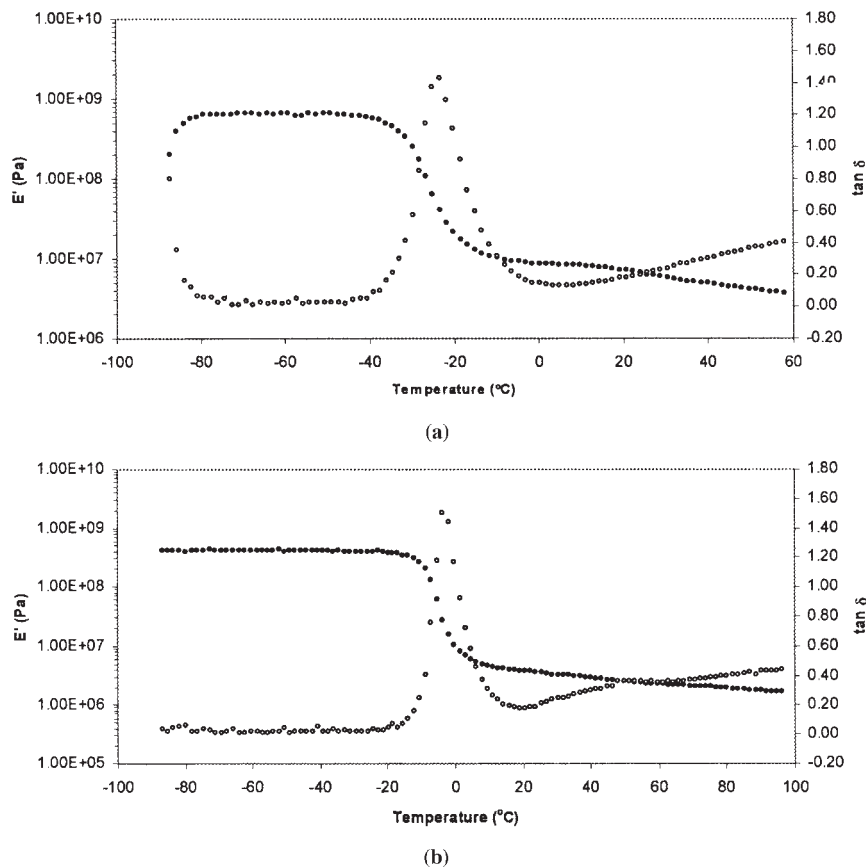 1.00E+10
1.00E+09
1.00E+08
1.00E+07
1.00E+06
E' (Pa)
1.80
1.60
1.40
1.20
1.00
0.80
0.60
0.40
0.20
0.00
-0.20
tan δ
-100 -80 -60 -40 -20 0 20 40 60
Temperature (ºC)
(a)
1.00E+10
1.00E+09
1.00E+08
1.00E+07
1.00E+06
1.00E+05
E' (Pa)
1.80
1.60
1.40
1.20
1.00
0.80
0.60
0.40
0.20
0.00
-0.20
tan δ
-100 -80 -60 -40 -20 0 20 40 60 80 100
Temperature (°C)
(b)